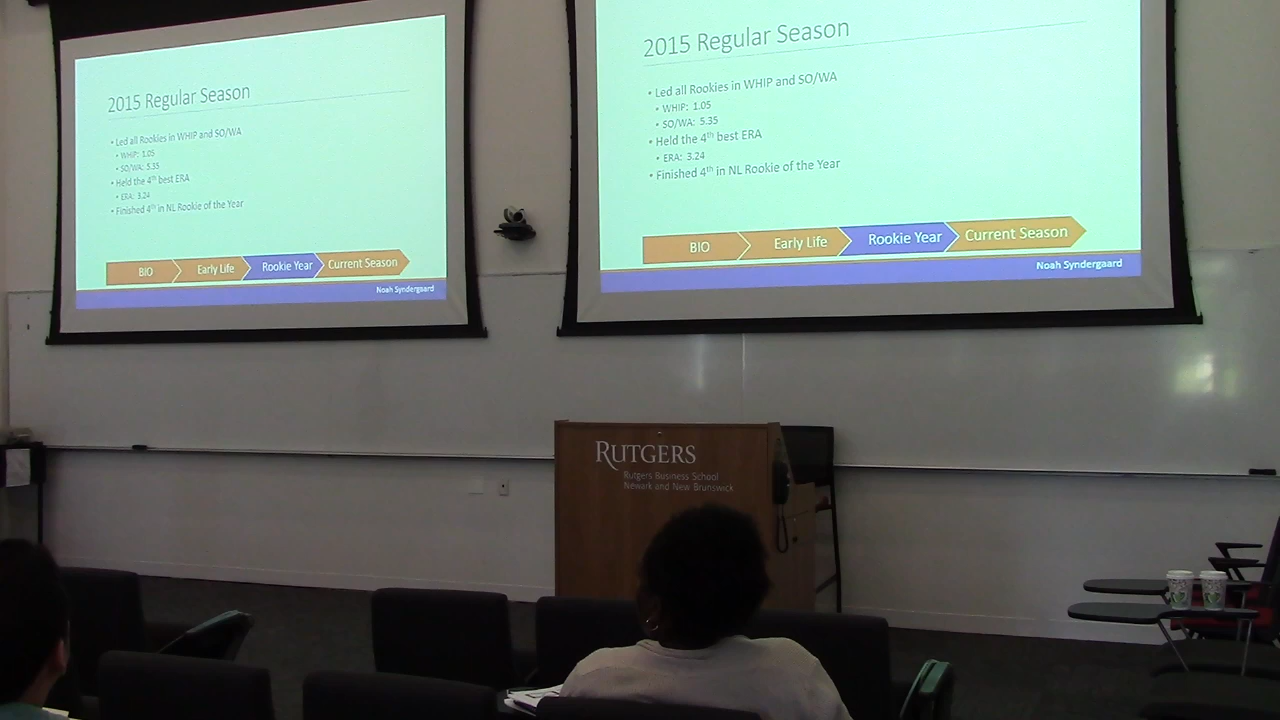 2015 Regular Season
• Led all Rookies in WHIP and SO/WA
• WHIP: 1.05
• SO/WA: 5.35
• Held the 4th best ERA
• ERA: 3.24
• Finished 4th in NL Rookie of the Year
BIO Early Life Rookie Year Current Season
Noah Syndergaard
2015 Regular Season
• Led all Rookies in WHIP and SO/WA
• WHIP: 1.05
• SO/WA: 5.35
• Held the 4th best ERA
• ERA: 3.24
• Finished 4th in NL Rookie of the Year
BIO Early Life Rookie Year Current Season
Noah Syndergaard
RUTGERS
Rutgers Business School
Newark and New Brunswick